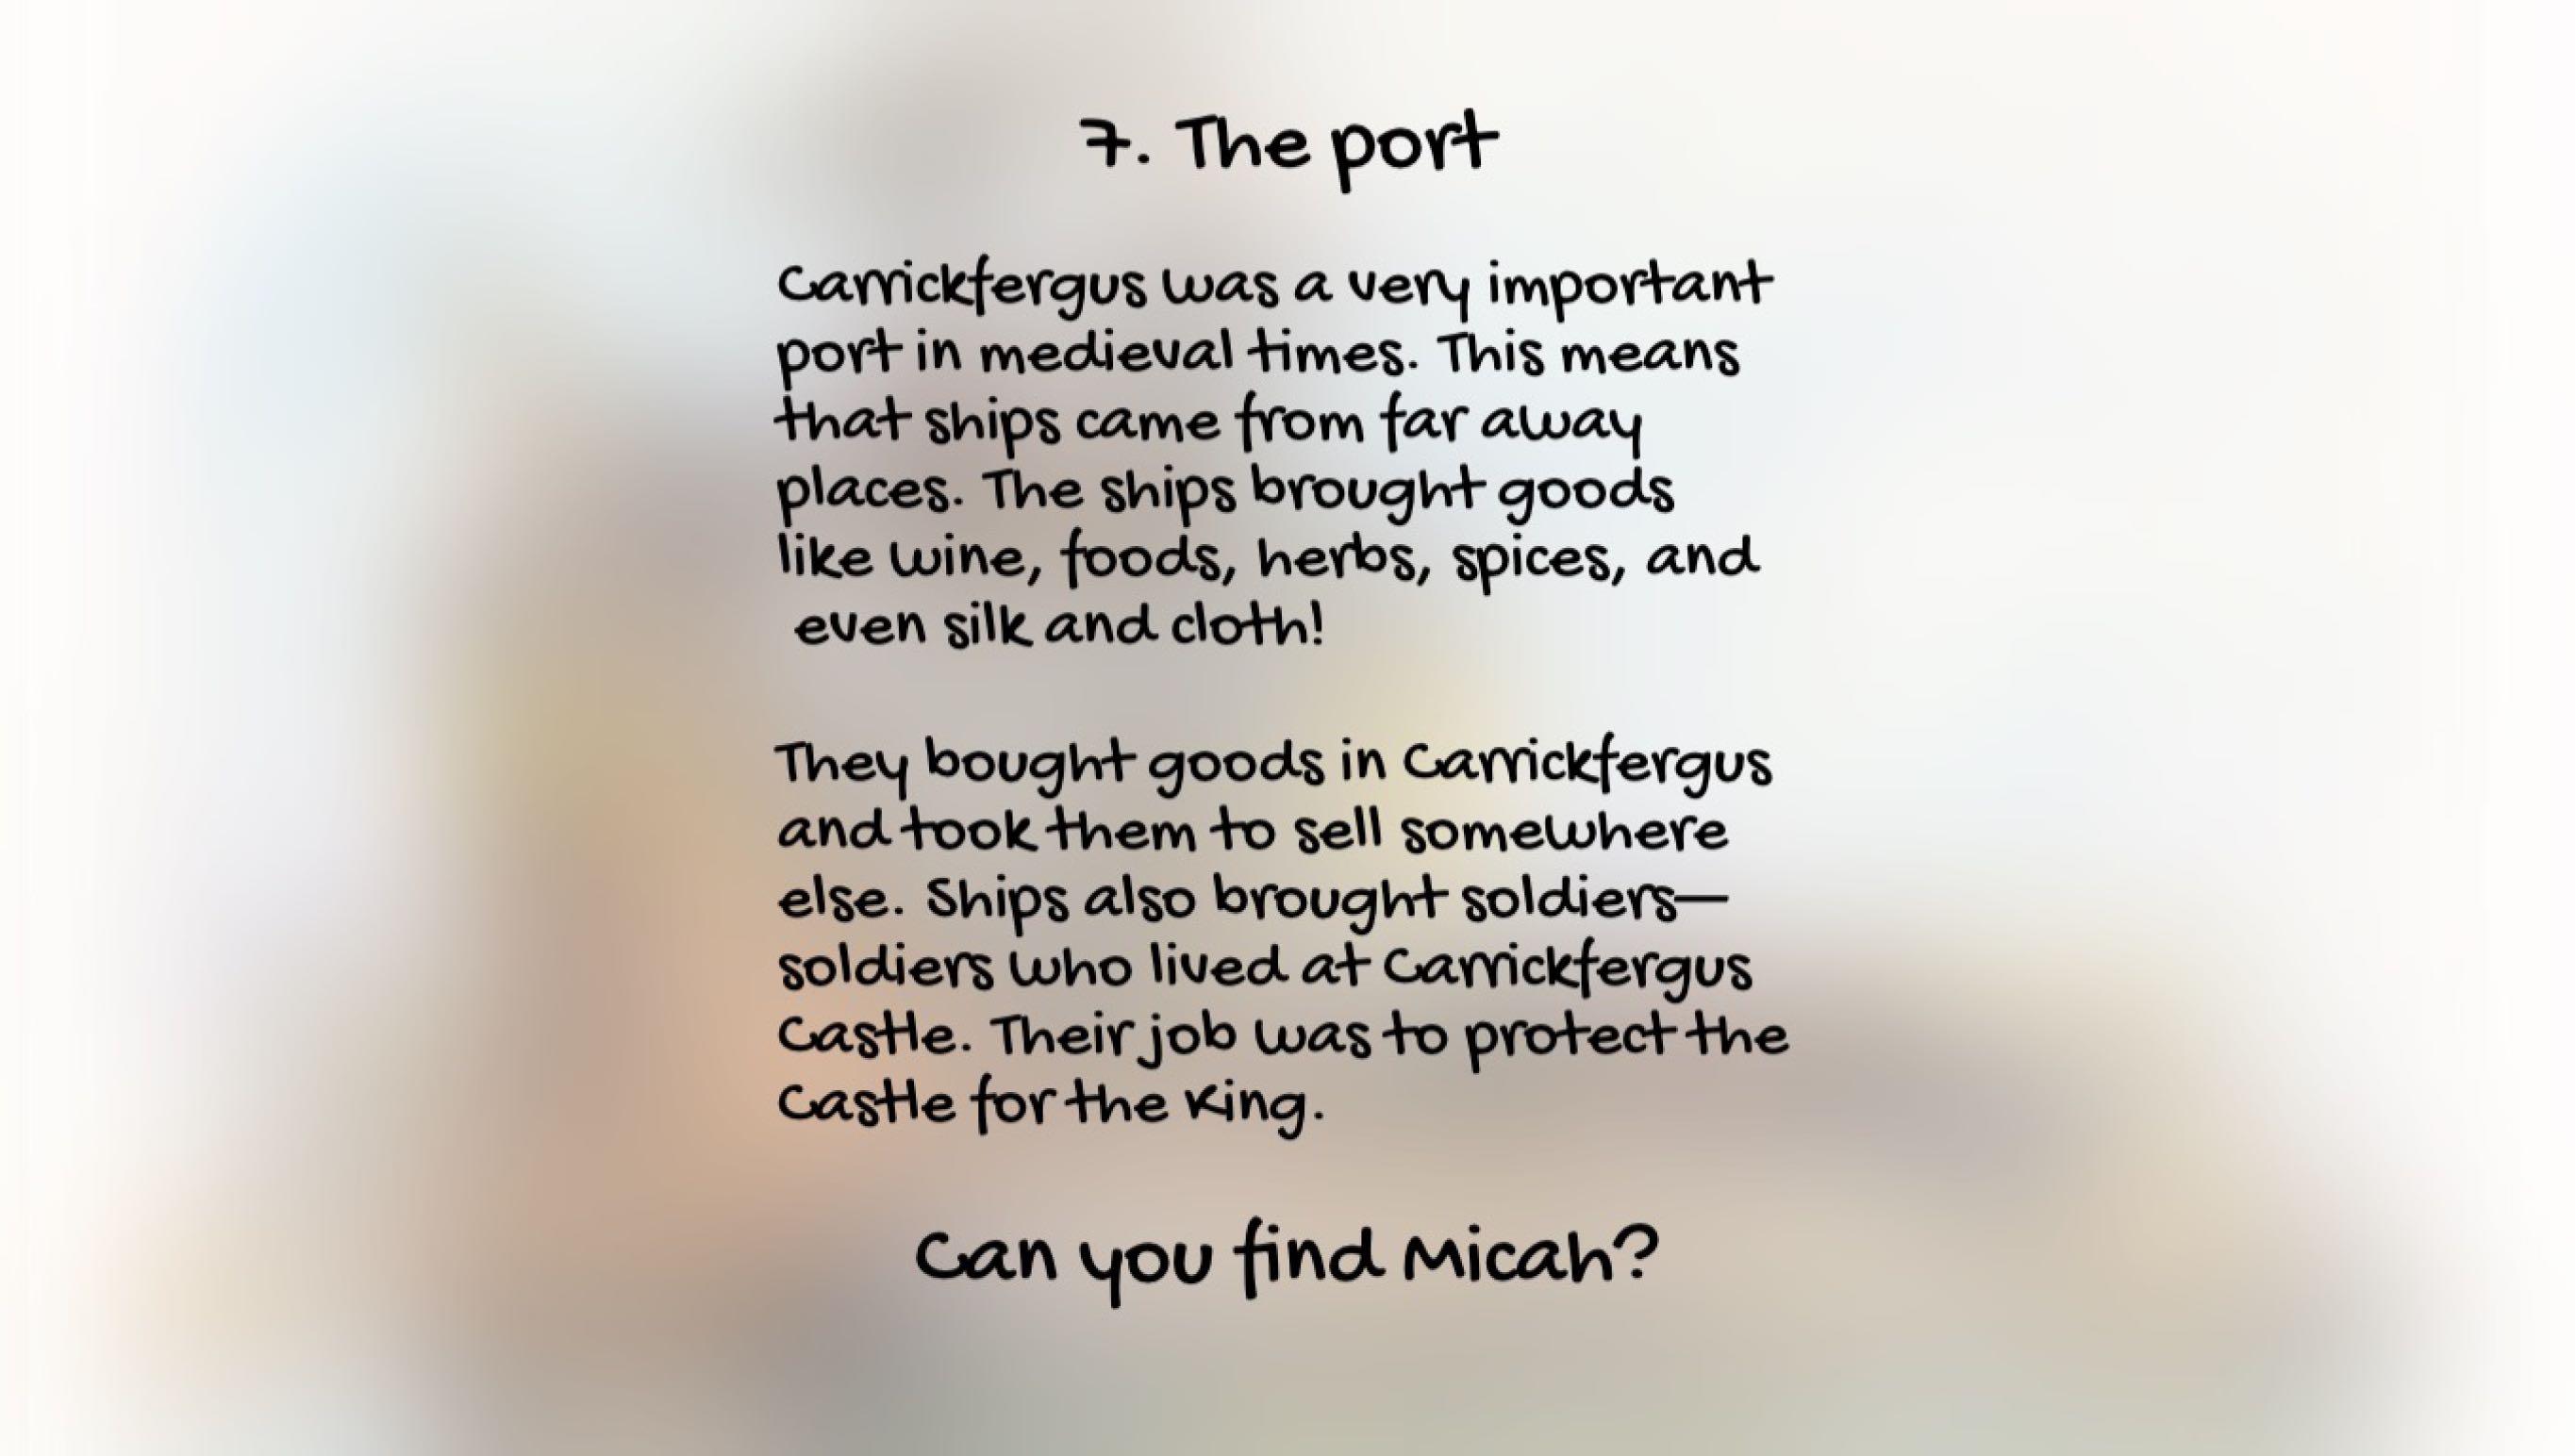 7. The port
Carrickfergus was a very important
port in medieval times. This means
that ships came from far away
places. The ships brought goods
like wine, foods, herbs, spices, and
even silk and cloth!
They bought goods in Carrickfergus
and took them to sell somewhere
else. Ships also brought soldiers—
soldiers who lived at Carrickfergus
Castle. Their job was to protect the
Castle for the King.
Can you find Micah?